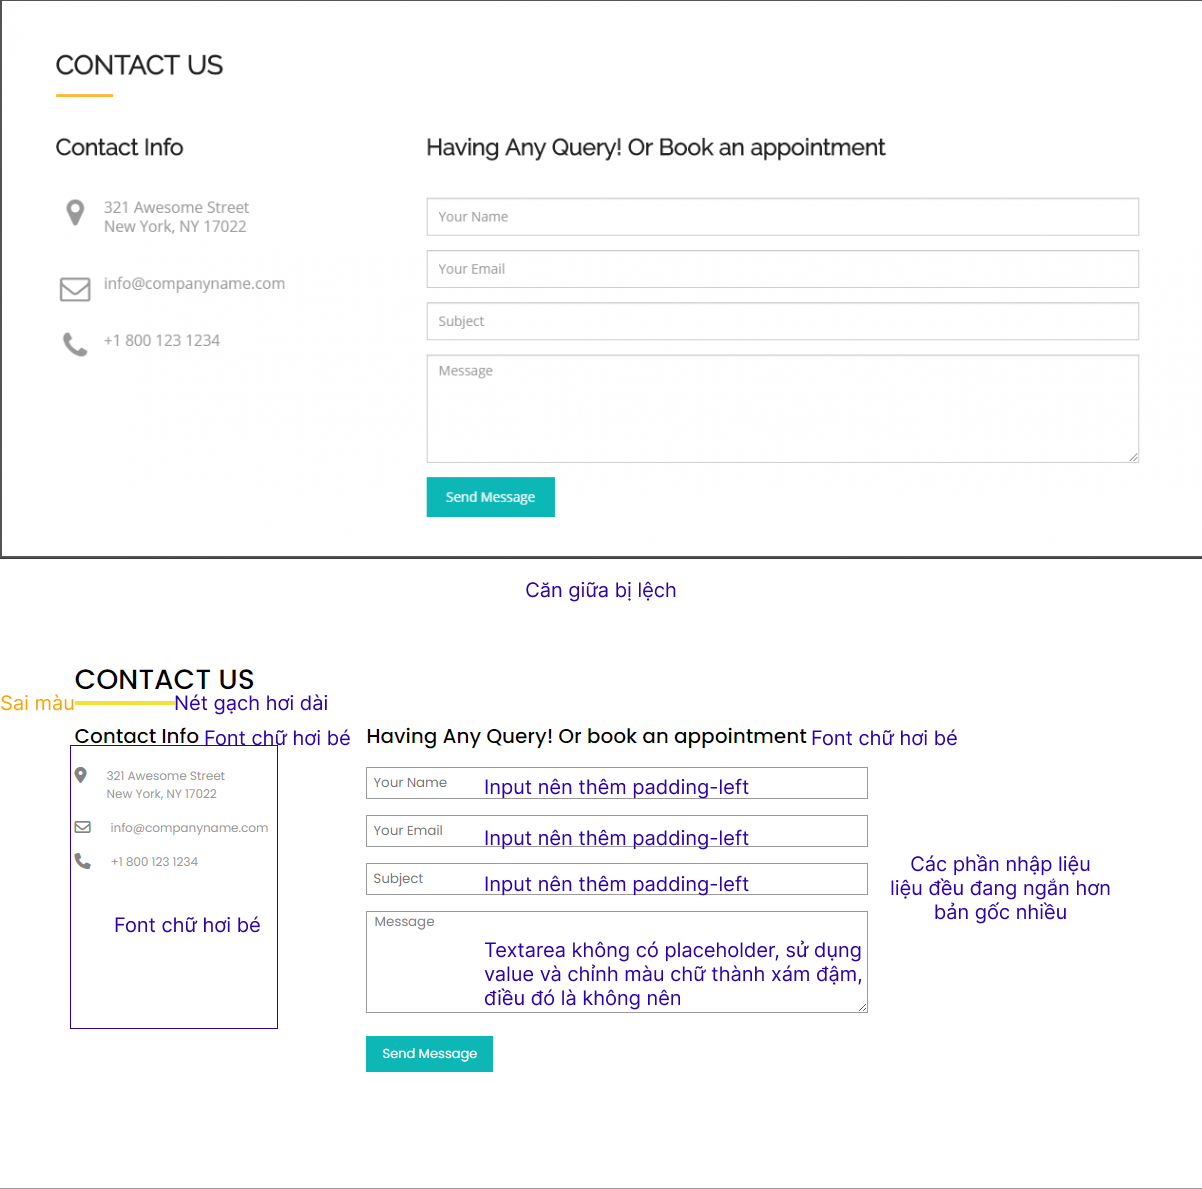 CONTACT US
Contact Info
Having Any Query! Or Book an appointment
321 Awesome Street
New York, NY 17022
info@companyname.com
+1 800 123 1234
Your Name
Your Email
Subject
Message
Send Message
Căn giữa bị lệch
CONTACT US
Sai màu
Nét gạch hơi dài
Contact Info
Font chữ hơi bé
Having Any Query! Or book an appointment
Font chữ hơi bé
321 Awesome Street
New York, NY 17022
info@companyname.com
+1 800 123 1234
Font chữ hơi bé
Your Name
Input nên thêm padding-left
Your Email
Input nên thêm padding-left
Subject
Input nên thêm padding-left
Message
Textarea không có placeholder, sử dụng
value và chỉnh màu chữ thành xám đậm,
điều đó là không nên
Các phần nhập liệu
liệu đều đang ngắn hơn
bản gốc nhiều
Send Message